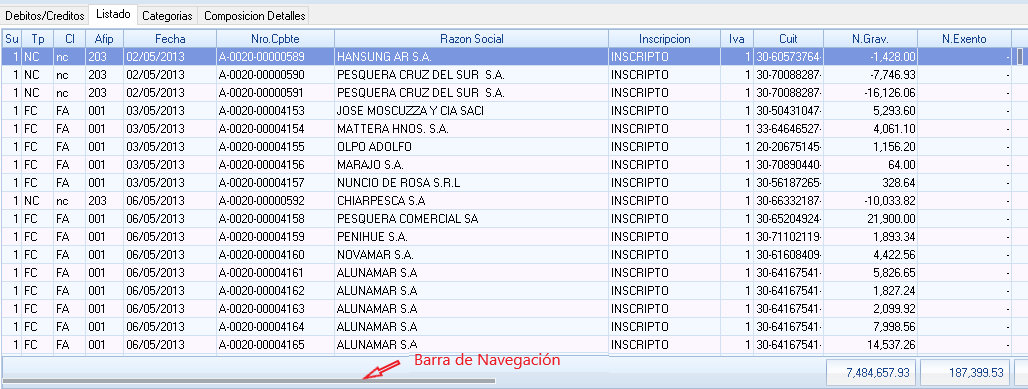 Debitos/Creditos Listado Categorias Composicion Detalles
Su Tp Cl Afip Fecha Nro.Cpbte Razon Social Inscripcion Iva Cuit N.Grav. N.Exento
1 NC nc 203 02/05/2013 A-0020-00000589 HANSUNG AR S.A. INSCRIPTO 1 30-60573764- -1,428.00 -
1 NC nc 203 02/05/2013 A-0020-00000590 PESQUERA CRUZ DEL SUR S.A. INSCRIPTO 1 30-70088287- -7,746.93 -
1 NC nc 203 02/05/2013 A-0020-00000591 PESQUERA CRUZ DEL SUR S.A. INSCRIPTO 1 30-70088287- -16,126.06 -
1 FC FA 001 03/05/2013 A-0020-00004153 JOSE MOSCUZZA Y CIA SACI INSCRIPTO 1 30-50431047- 5,293.60 -
1 FC FA 001 03/05/2013 A-0020-00004154 MATTERA HNOS. S.A. INSCRIPTO 1 33-64646527- 4,061.10 -
1 FC FA 001 03/05/2013 A-0020-00004155 OLPO ADOLFO INSCRIPTO 1 20-20675145- 1,156.20 -
1 FC FA 001 03/05/2013 A-0020-00004156 MARAJO S.A. INSCRIPTO 1 30-70890440- 64.00 -
1 FC FA 001 03/05/2013 A-0020-00004157 NUNCIO DE ROSA S.R.L INSCRIPTO 1 30-56187265- 328.64 -
1 NC nc 203 06/05/2013 A-0020-00000592 CHIARPESCA S.A INSCRIPTO 1 30-66332187- -10,033.82 -
1 FC FA 001 06/05/2013 A-0020-00004158 PESQUERA COMERCIAL SA INSCRIPTO 1 30-65204924- 21,900.00 -
1 FC FA 001 06/05/2013 A-0020-00004159 PENIHUE S.A. INSCRIPTO 1 30-71102119- 1,893.34 -
1 FC FA 001 06/05/2013 A-0020-00004160 NOVAMAR S.A. INSCRIPTO 1 30-61608409- 4,422.56 -
1 FC FA 001 06/05/2013 A-0020-00004161 ALUNAMAR S.A INSCRIPTO 1 30-64167541- 5,826.65 -
1 FC FA 001 06/05/2013 A-0020-00004162 ALUNAMAR S.A INSCRIPTO 1 30-64167541- 1,827.24 -
1 FC FA 001 06/05/2013 A-0020-00004163 ALUNAMAR S.A INSCRIPTO 1 30-64167541- 2,099.92 -
1 FC FA 001 06/05/2013 A-0020-00004164 ALUNAMAR S.A INSCRIPTO 1 30-64167541- 7,998.56 -
1 FC FA 001 06/05/2013 A-0020-00004165 ALUNAMAR S.A INSCRIPTO 1 30-64167541- 14,537.26 -
Barra de Navegación
7,484,657.93 187,399.53